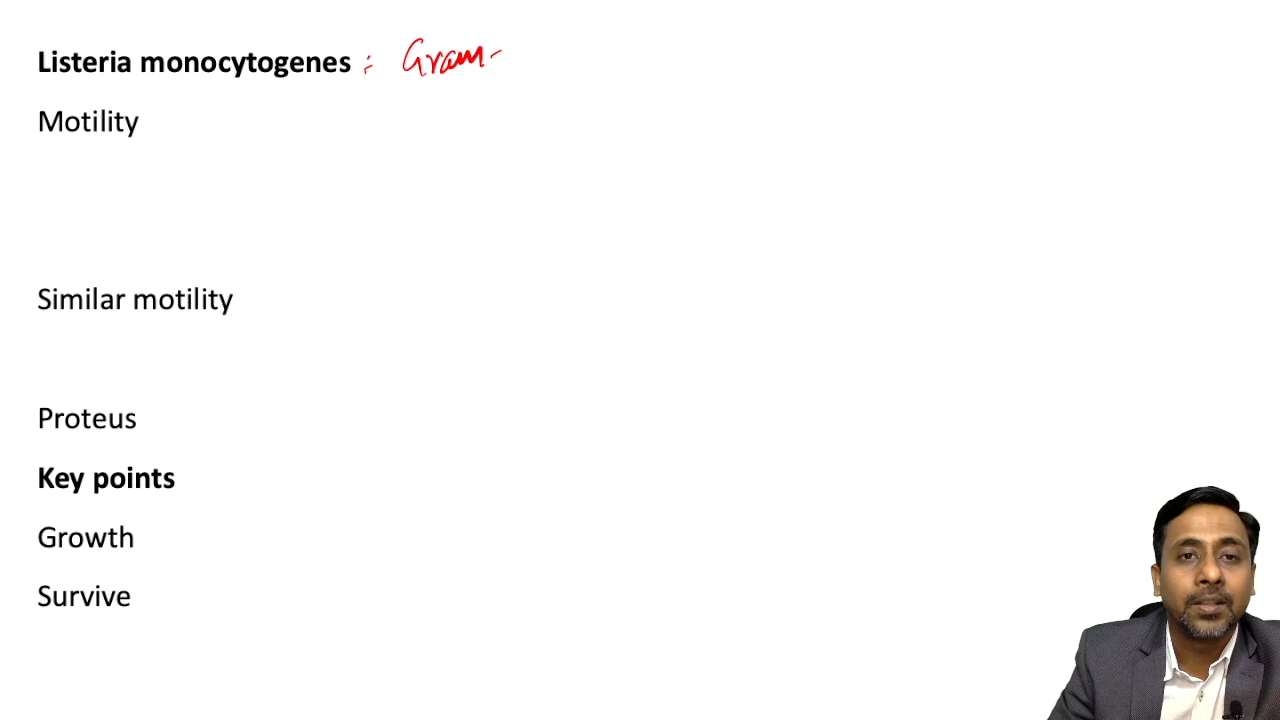 Listeria monocytogenes : Gram -
Motility
Similar motility
Proteus
Key points
Growth
Survive